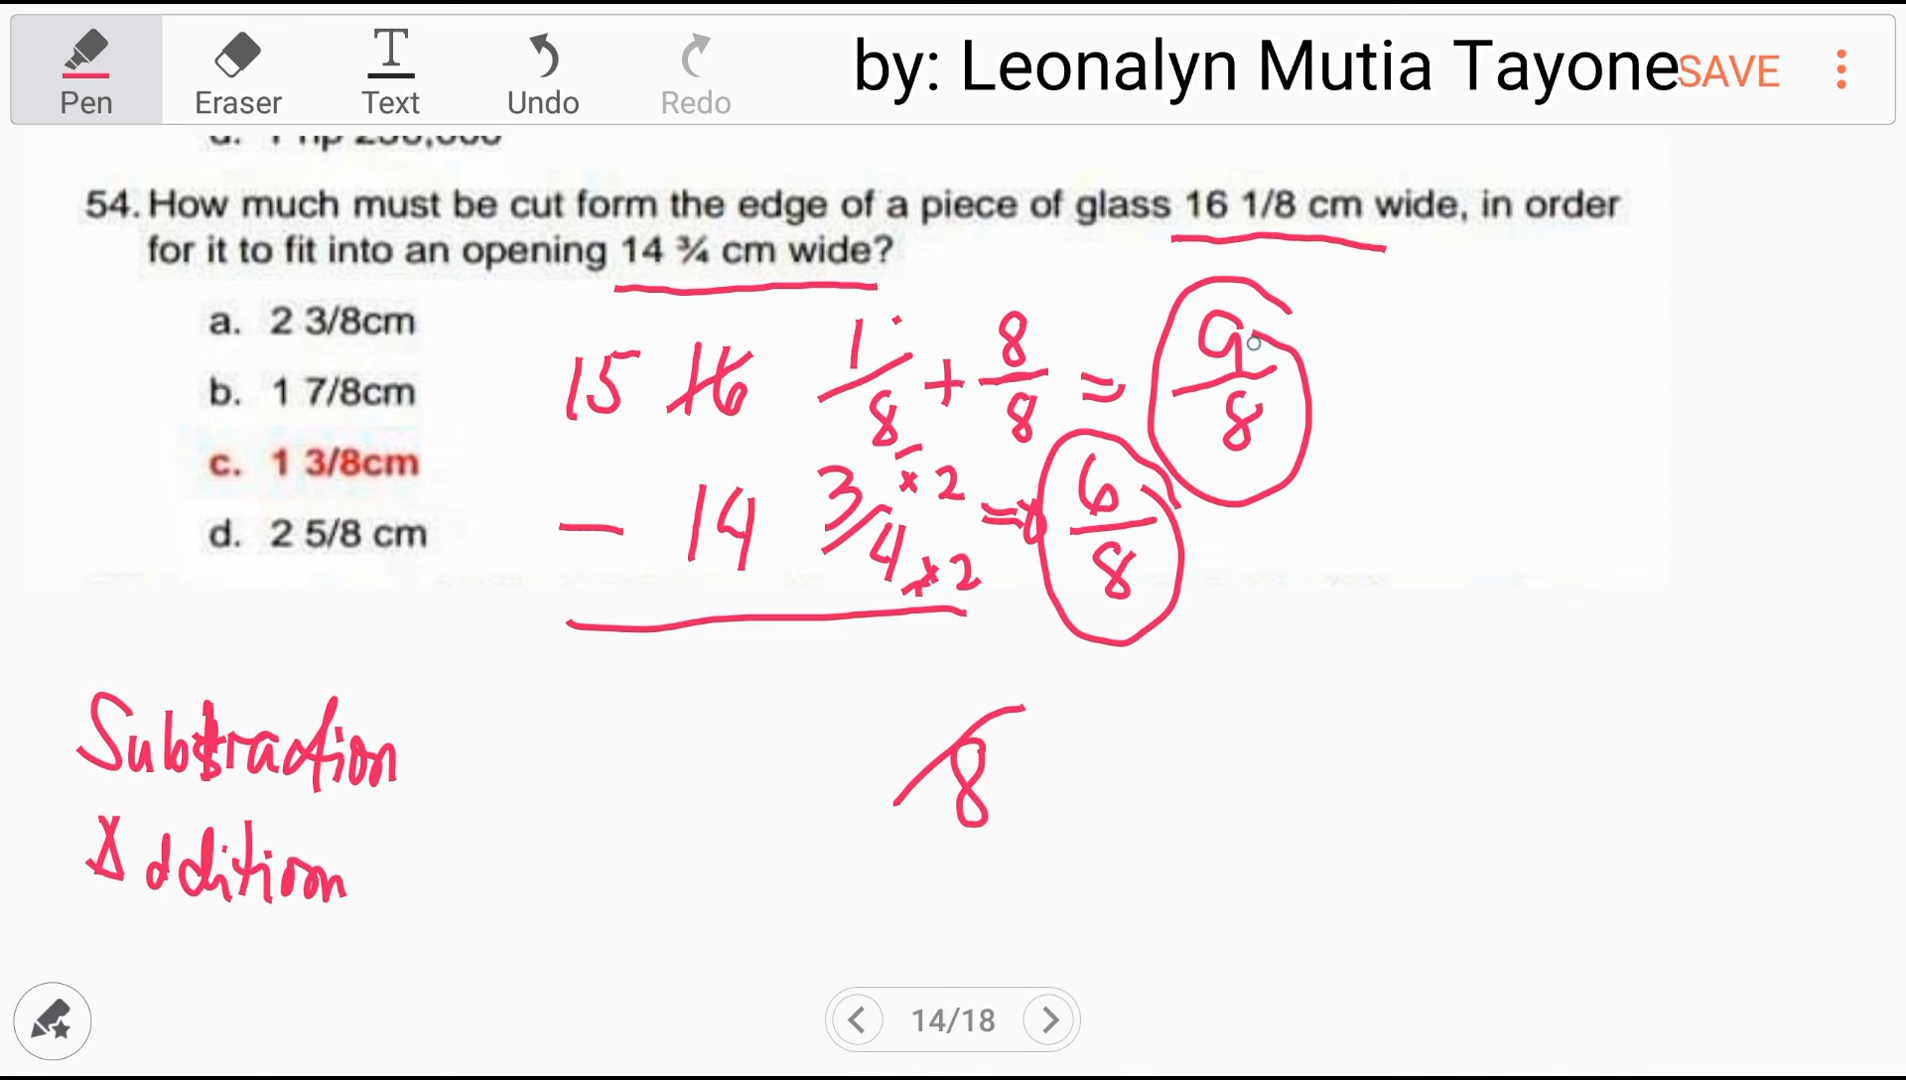 Pen Eraser Text Undo Redo by: Leonalyn Mutia Tayone SAVE
54. How much must be cut form the edge of a piece of glass 16 1/8 cm wide, in order
for it to fit into an opening 14 ¾ cm wide?
a. 2 3/8cm
b. 1 7/8cm
c. 1 3/8cm
d. 2 5/8 cm
15 16 1/8 + 8/8 = 9/8
- 14 3/4 × 2 × 2 = 6/8
/8
Subtraction
Addition
14/18